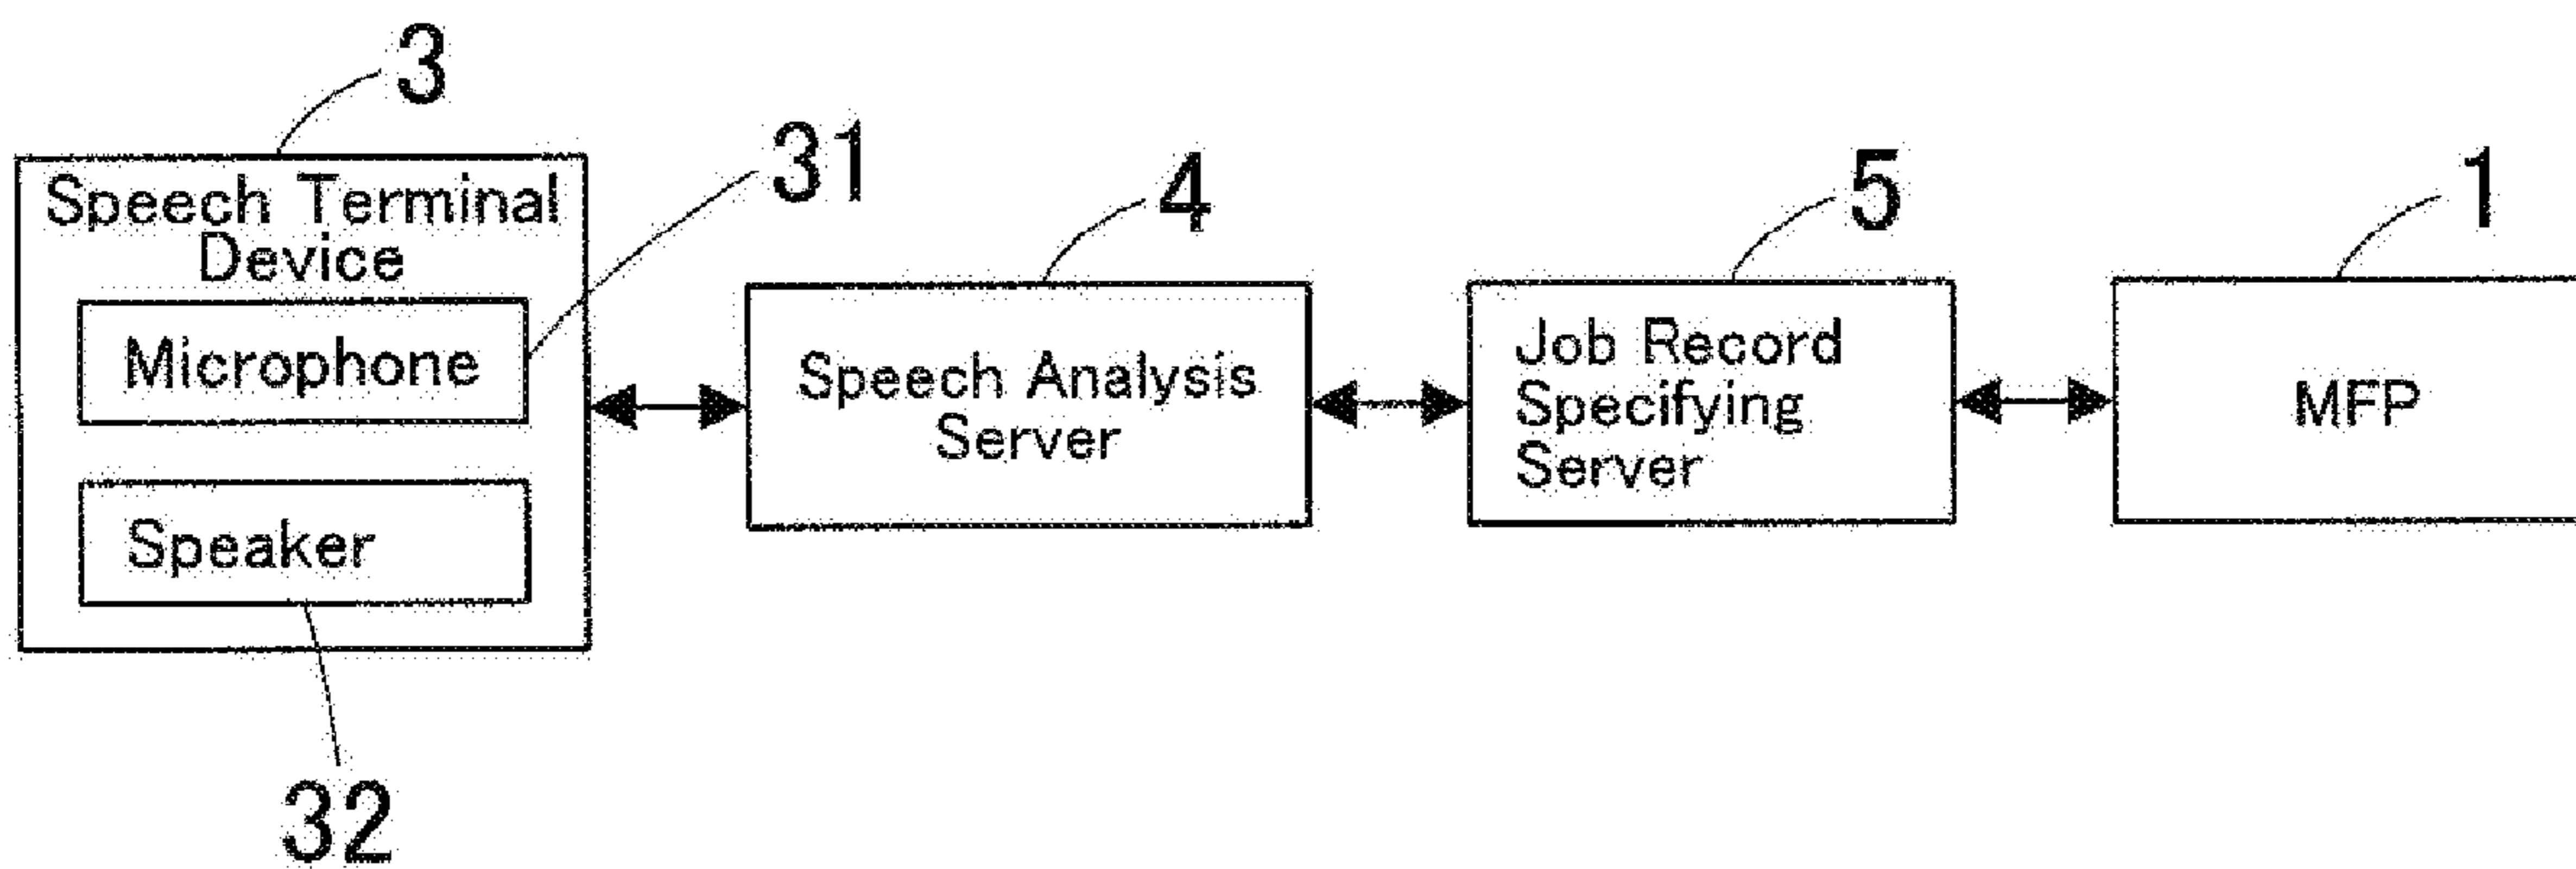 3
31
4
5
1
Speech Terminal
Device
Microphone
Speaker
32
Speech Analysis
Server
Job Record
Specifying
Server
MFP